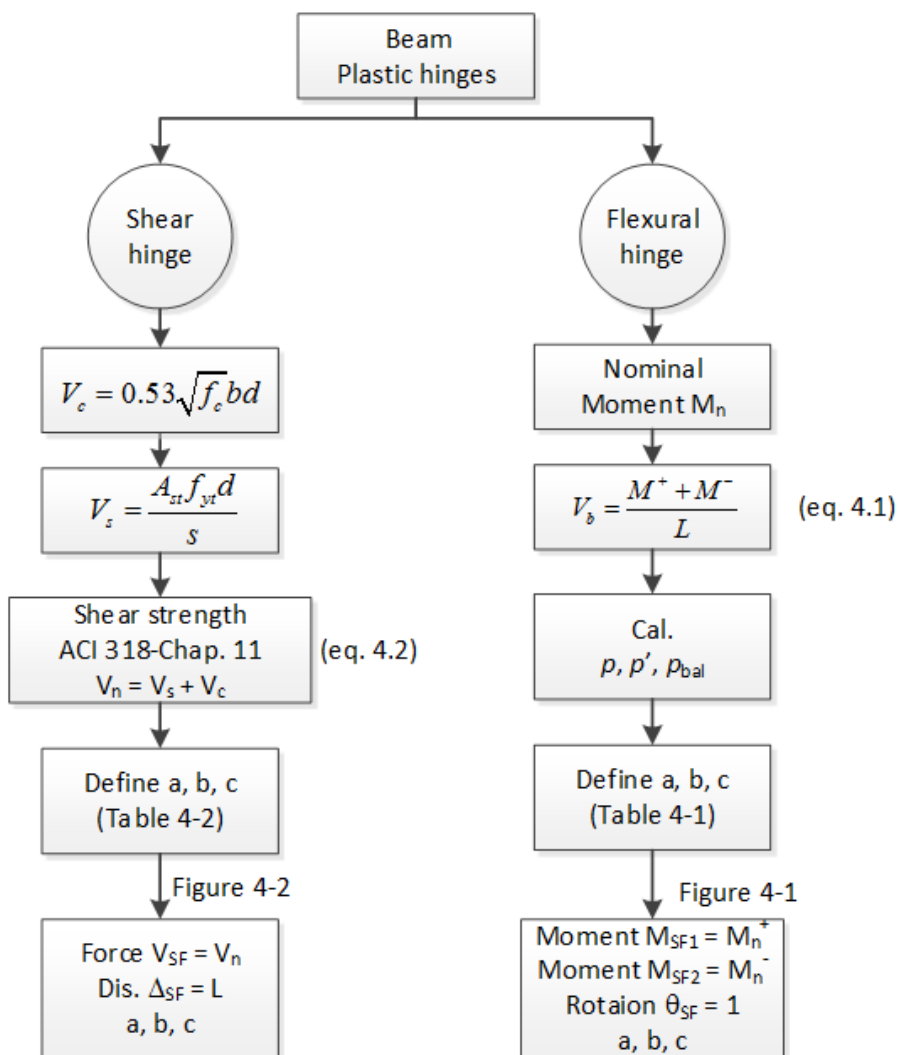 Beam
Plastic hinges
Shear
hinge
V_c = 0.53√f_c bd
V_s = A_st f_yt d / s
Shear strength
ACI 318-Chap. 11
V_n = V_s + V_c
(eq. 4.2)
Define a, b, c
(Table 4-2)
Figure 4-2
Force V_SF = V_n
Dis. Δ_SF = L
a, b, c
Flexural
hinge
Nominal
Moment M_n
V_b = M⁺ + M⁻ / L
(eq. 4.1)
Cal.
p, p’, p_bal
Define a, b, c
(Table 4-1)
Figure 4-1
Moment M_SF1 = M_n⁺
Moment M_SF2 = M_n⁻
Rotaion θ_SF = 1
a, b, c